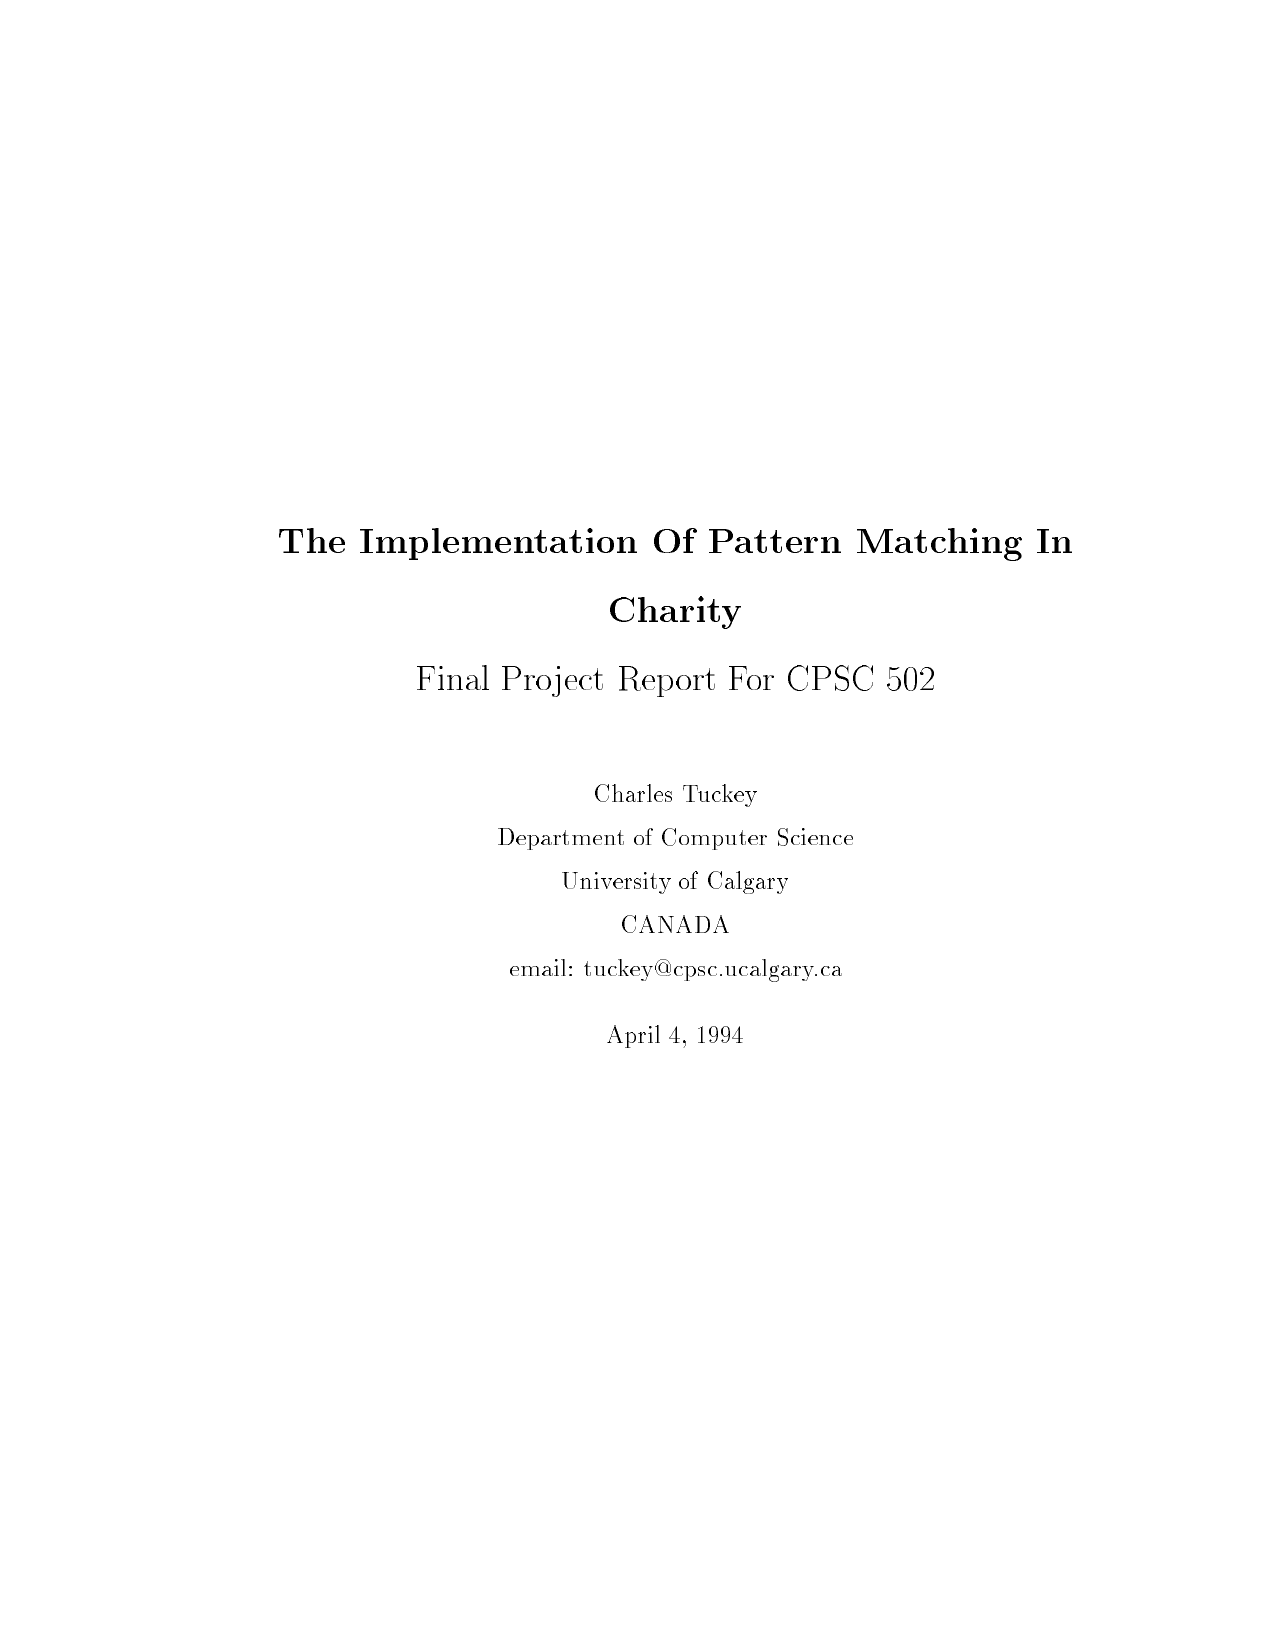 The Implementation Of Pattern Matching In
Charity
Final Project Report For CPSC 502
Charles Tuckey
Department of Computer Science
University of Calgary
CANADA
email: tuckey@cpsc.ucalgary.ca
April 4, 1994